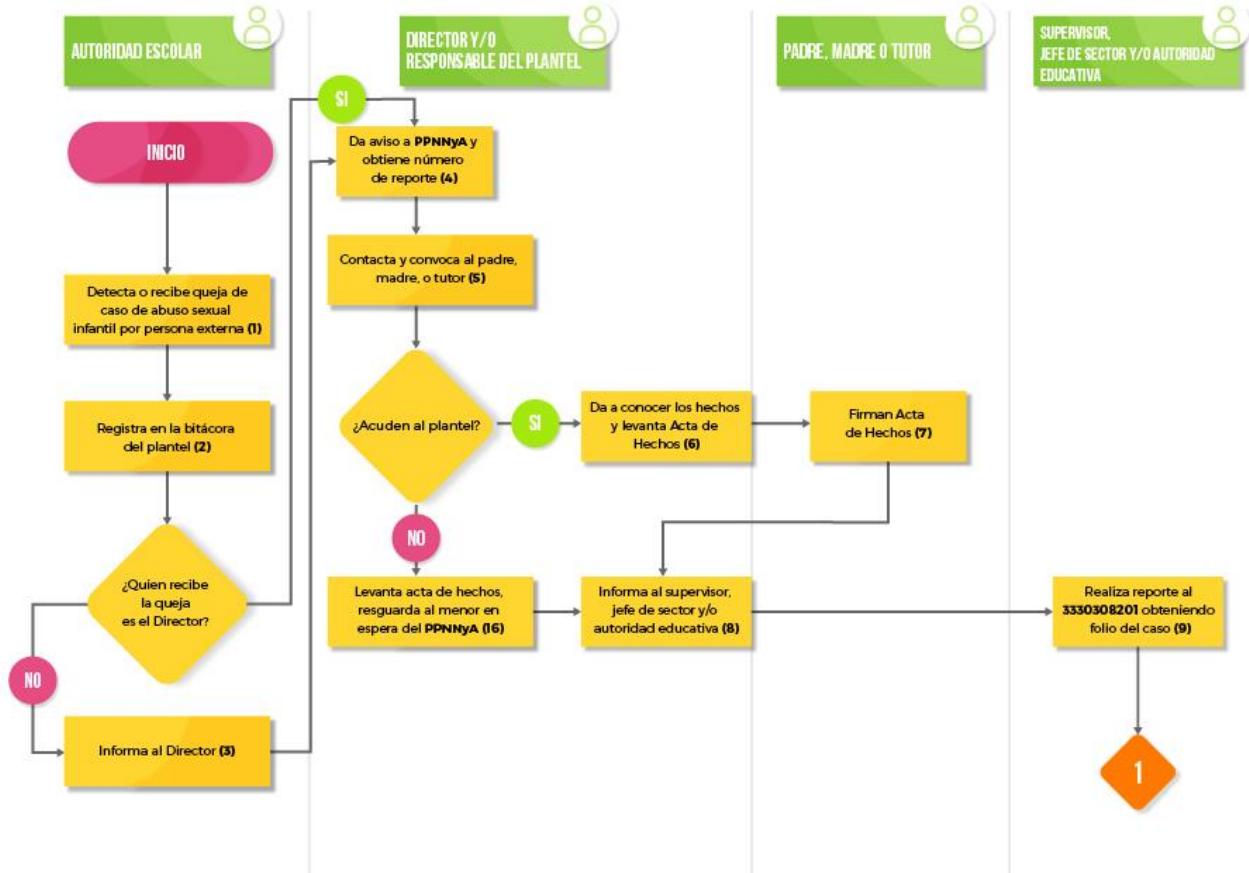 AUTORIDAD ESCOLAR
DIRECTOR Y/O
RESPONSABLE DEL PLANTEL
PADRE, MADRE O TUTOR
SUPERVISOR,
JEFE DE SECTOR Y/O AUTORIDAD
EDUCATIVA
INICIO
Detecta o recibe queja de
caso de abuso sexual
infantil por persona externa (1)
Registra en la bitácora
del plantel (2)
¿Quien recibe
la queja
es el Director?
NO
Informa al Director (3)
SI
Da aviso a PPNNyA y
obtiene número
de reporte (4)
Contacta y convoca al padre,
madre, o tutor (5)
¿Acuden al plantel?
SI
Da a conocer los hechos
y levanta Acta de
Hechos (6)
Firman Acta
de Hechos (7)
NO
Levanta acta de hechos,
resguarda al menor en
espera del PPNNyA (16)
Informa al supervisor,
jefe de sector y/o
autoridad educativa (8)
Realiza reporte al
3330308201 obteniendo
folio del caso (9)
1